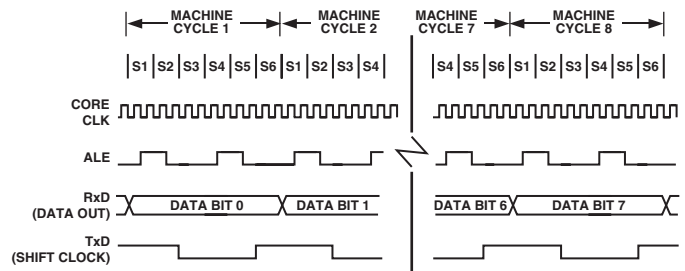 MACHINE CYCLE 1 MACHINE CYCLE 2 MACHINE CYCLE 7 MACHINE CYCLE 8
S1 S2 S3 S4 S5 S6 S1 S2 S3 S4 S4 S5 S6 S1 S2 S3 S4 S5 S6
CORE CLK
ALE
RxD (DATA OUT) DATA BIT 0 DATA BIT 1 DATA BIT 6 DATA BIT 7
TxD (SHIFT CLOCK)